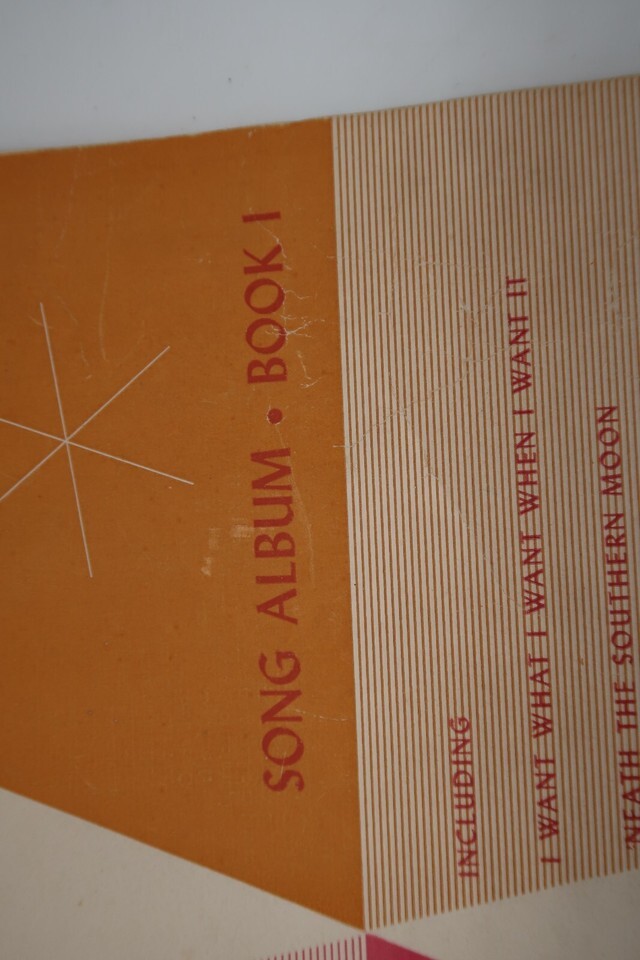 SONG ALBUM • BOOK I
INCLUDING
I WANT WHAT I WANT WHEN I WANT IT
'NEATH THE SOUTHERN MOON